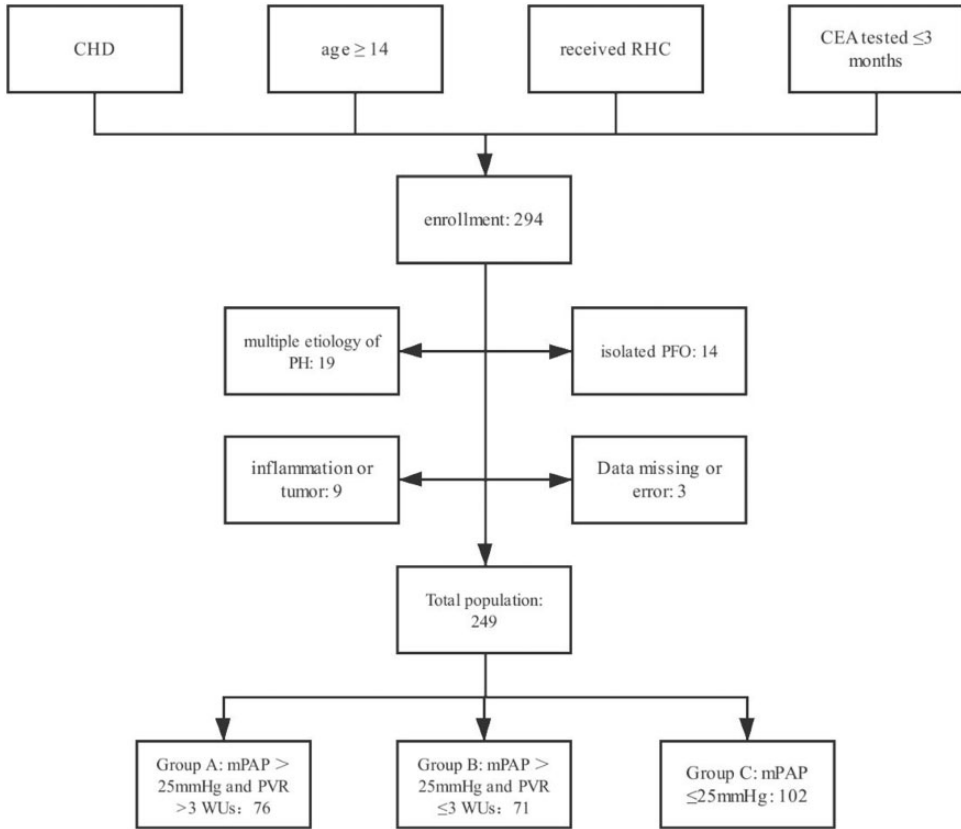 CHD
age ≥ 14
received RHC
CEA tested ≤3
months
enrollment: 294
multiple etiology of
PH: 19
isolated PFO: 14
inflammation or
tumor: 9
Data missing or
error: 3
Total population:
249
Group A: mPAP >
25mmHg and PVR
>3 WUs：76
Group B: mPAP >
25mmHg and PVR
≤3 WUs：71
Group C: mPAP
≤25mmHg: 102